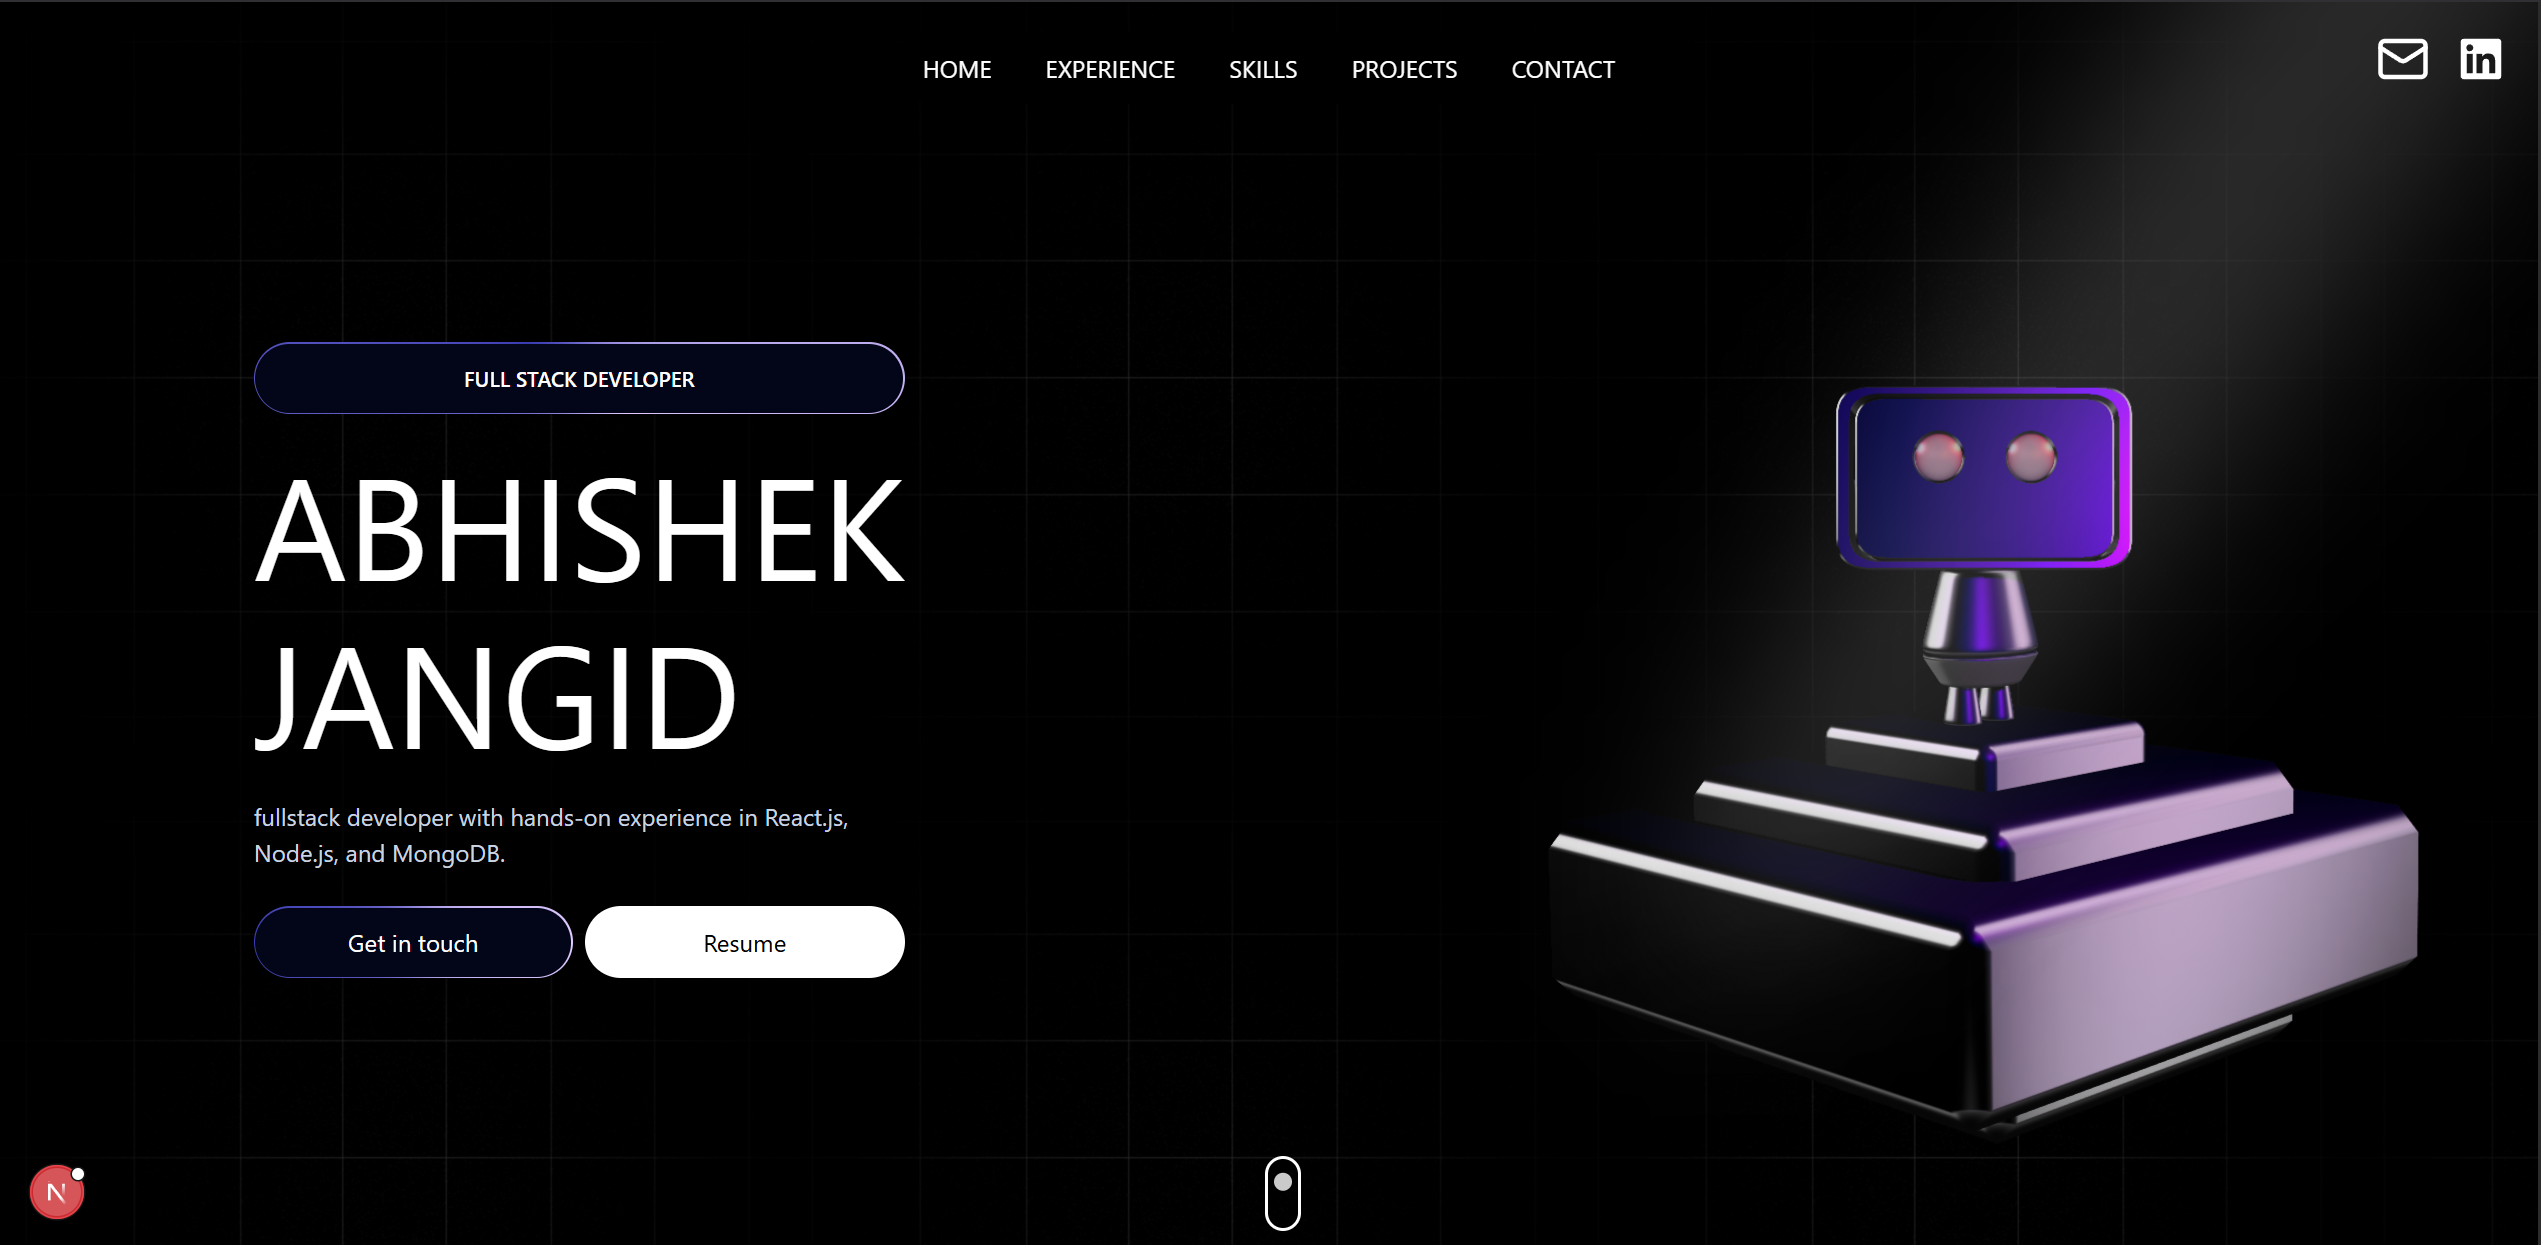 HOME EXPERIENCE SKILLS PROJECTS CONTACT
in
FULL STACK DEVELOPER
ABHISHEK
JANGID
fullstack developer with hands-on experience in React.js,
Node.js, and MongoDB.
Get in touch Resume
N